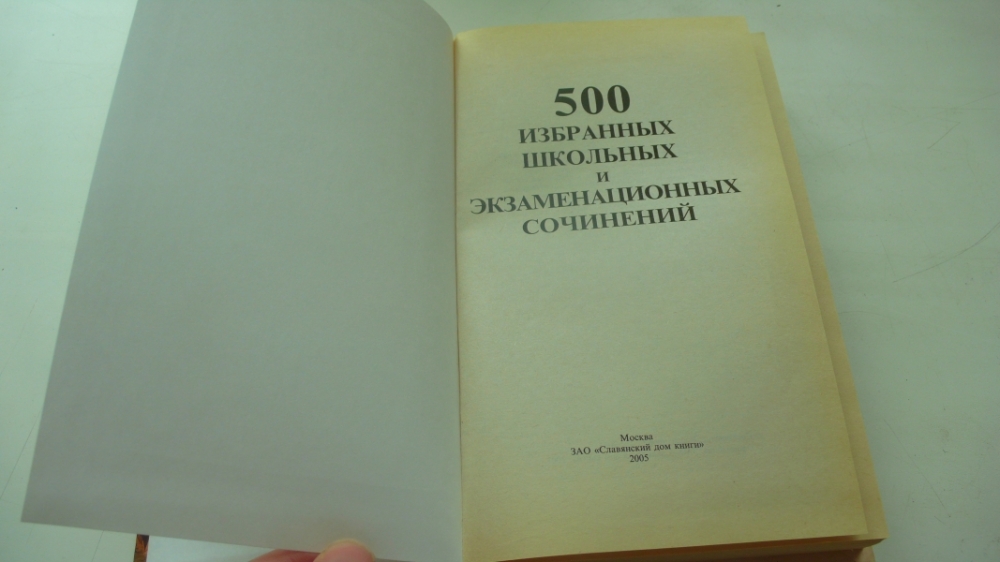 500
ИЗБРАННЫХ
ШКОЛЬНЫХ
и
ЭКЗАМЕНАЦИОННЫХ
СОЧИНЕНИЙ
Москва
ЗАО «Славянский дом книги»
2005